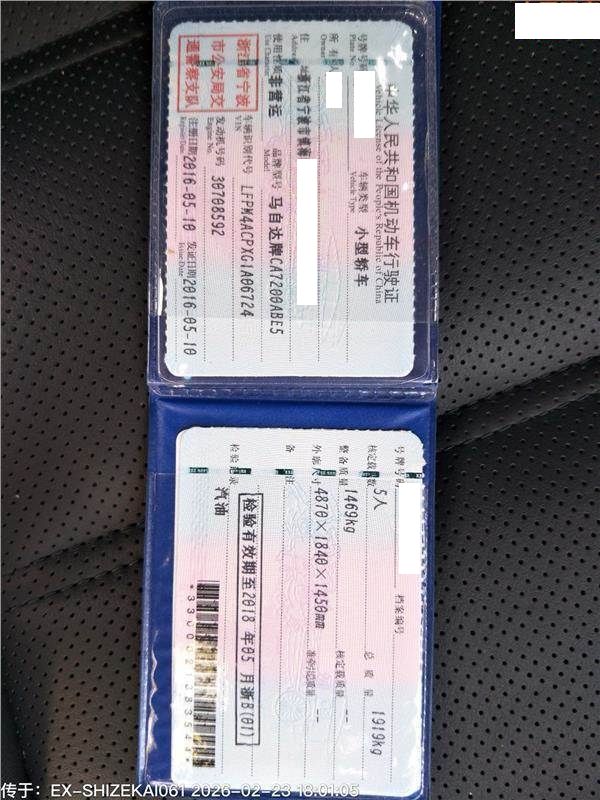 中华人民共和国机动车行驶证
Vehicle License of the People's Republic of China
号牌号码
Plate No.
车辆类型 小型轿车
Vehicle Type
所有人
Owner
住
Address
浙江省宁波市镇海
使用性质 非营运
Use Character
品牌型号 马自达牌CA7200ABE5
Model
浙江省宁波
市公安局交
通警察支队
车辆识别代号 LFPM4ACPXG1A06724
VIN
发动机号码 30708592
Engine No.
注册日期 2016-05-10
Register Date
发证日期 2016-05-10
Issue Date
号牌号码
档案编号
核定载人数 5人
总质量 1919kg
整备质量 1469kg
核定载质量 --
外廓尺寸 4870×1840×1450mm
准牵引总质量 --
备注
检验有效期至2018年05月浙B(01)
检验记录
汽油
传于：EX-SHIZEKAI061 2026-02-23 18:01:05